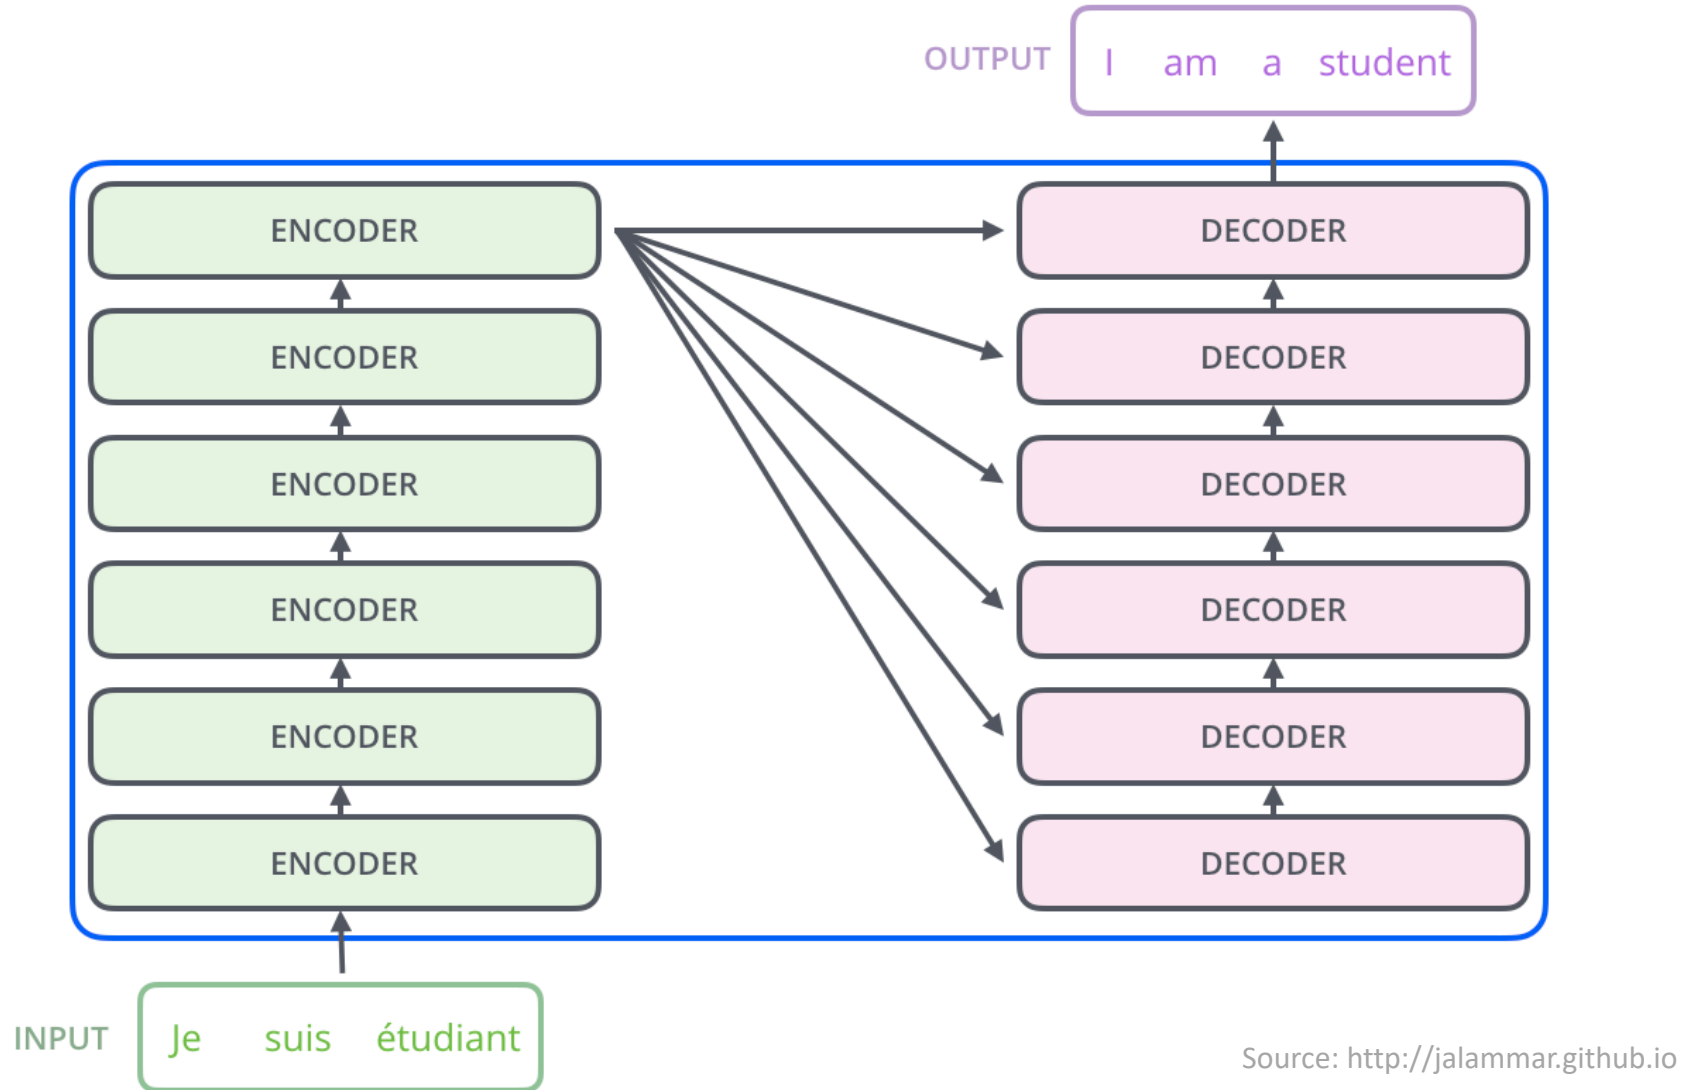 OUTPUT
I am a student
ENCODER
ENCODER
ENCODER
ENCODER
ENCODER
ENCODER
DECODER
DECODER
DECODER
DECODER
DECODER
DECODER
INPUT
Je suis étudiant
Source: http://jalammar.github.io